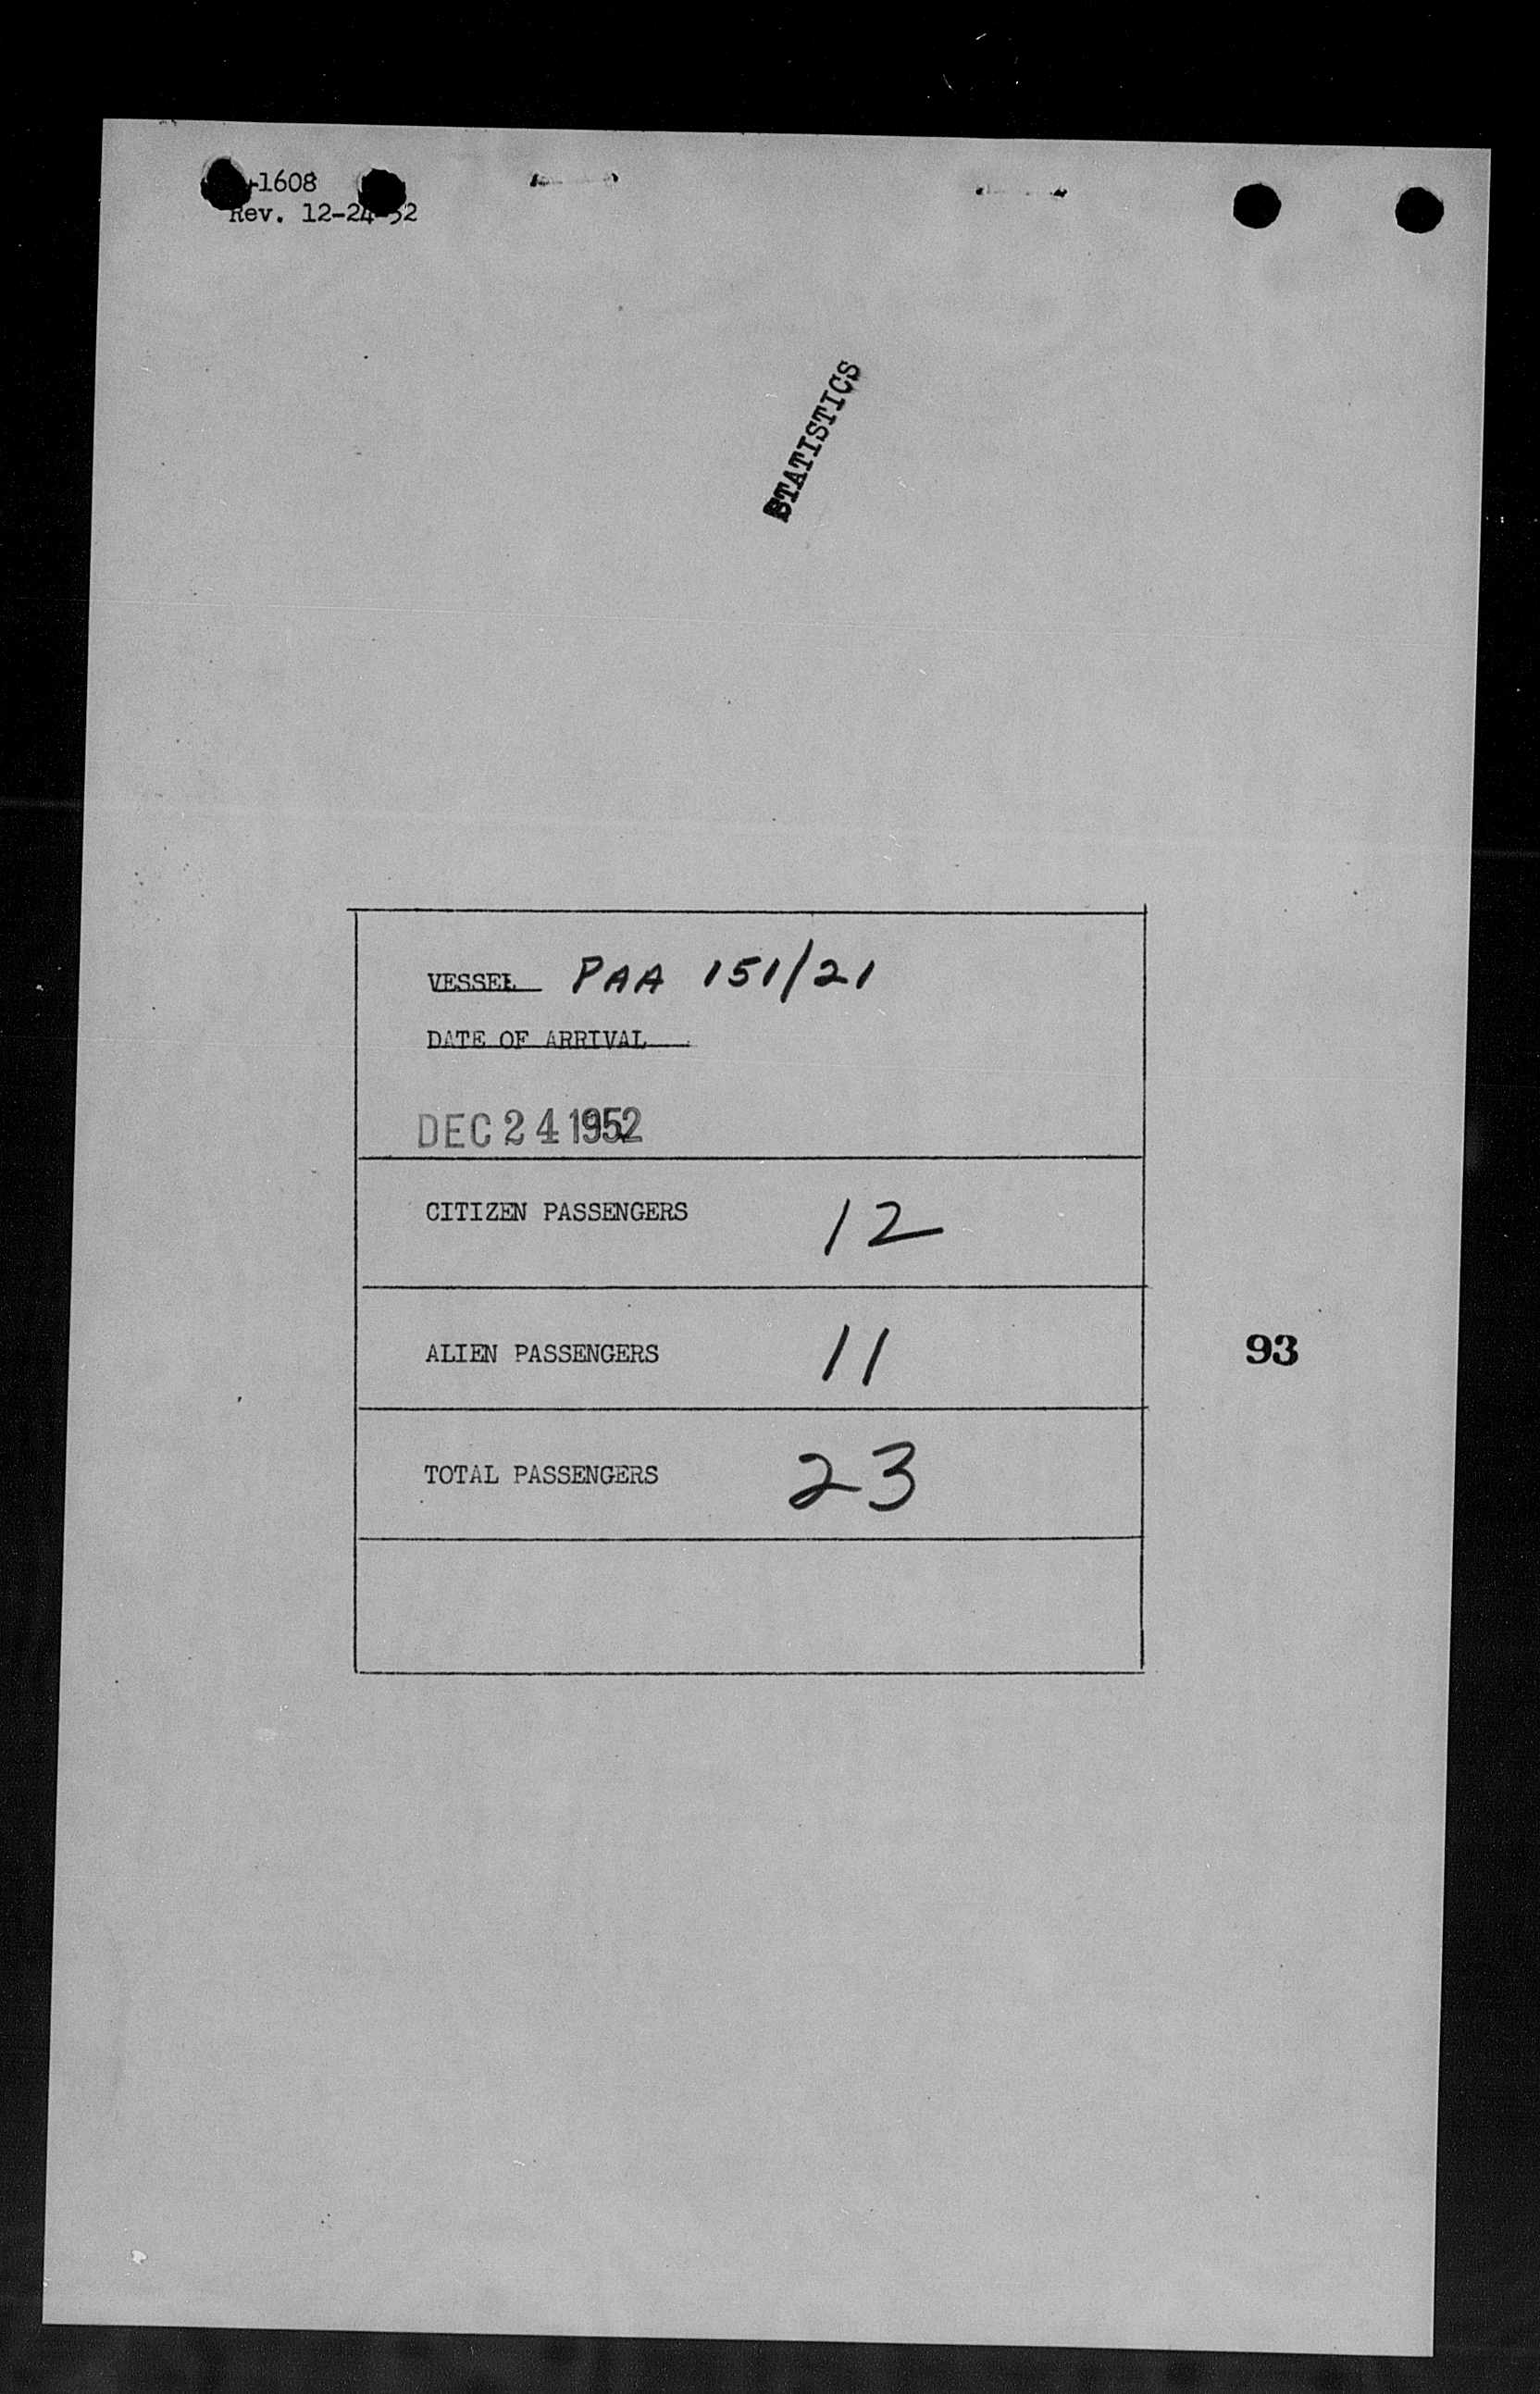 -1608
Rev. 12-24-52
STATISTICS
VESSEL PAA 151/21
DATE OF ARRIVAL
DEC 24 1952
CITIZEN PASSENGERS 12
ALIEN PASSENGERS 11
93
TOTAL PASSENGERS 23